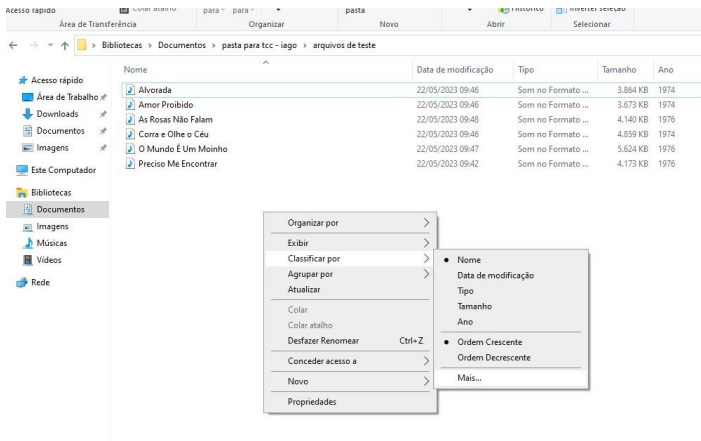 Acesso rápido Colar atalho para para pasta Histórico Inverter seleção
Área de Transferência Organizar Novo Abrir Selecionar
Bibliotecas > Documentos > pasta para tcc - iago > arquivos de teste
Nome Data de modificação Tipo Tamanho Ano
Acesso rápido
Área de Trabalho
Downloads
Documentos
Imagens
Este Computador
Bibliotecas
Documentos
Imagens
Músicas
Vídeos
Rede
Alvorada 22/05/2023 09:46 Som no Formato ... 3.864 KB 1974
Amor Proibido 22/05/2023 09:46 Som no Formato ... 3.673 KB 1974
As Rosas Não Falam 22/05/2023 09:48 Som no Formato ... 4.140 KB 1976
Corra e Olhe o Céu 22/05/2023 09:46 Som no Formato ... 4.859 KB 1974
O Mundo É Um Moinho 22/05/2023 09:47 Som no Formato ... 5.624 KB 1976
Preciso Me Encontrar 22/05/2023 09:42 Som no Formato ... 4.173 KB 1976
Organizar por
Exibir
Classificar por
Agrupar por
Atualizar
Colar
Colar atalho
Desfazer Renomear Ctrl+Z
Conceder acesso a
Novo
Propriedades
Nome
Data de modificação
Tipo
Tamanho
Ano
Ordem Crescente
Ordem Decrescente
Mais...